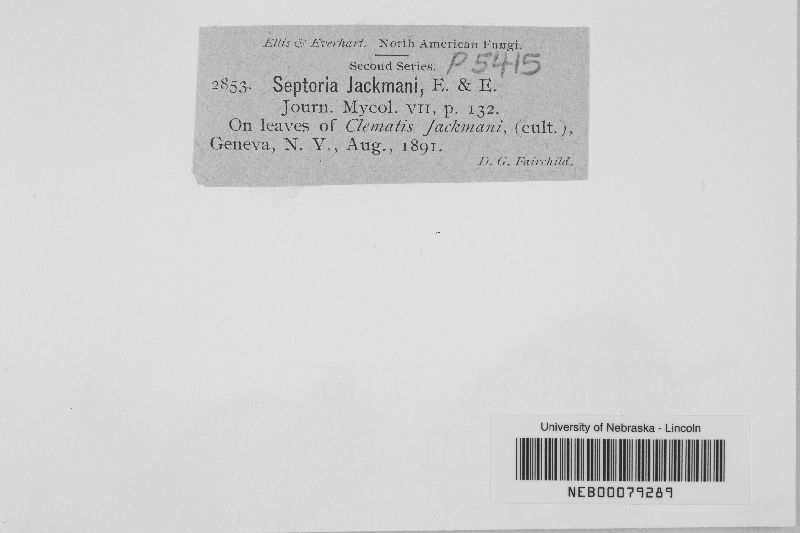 Ellis & Everhart. North American Fungi.
Second Series. P5415
2853. Septoria Jackmani, E. & E.
Journ. Mycol. VII, p. 132.
On leaves of Clematis Jackmani, (cult.),
Geneva, N. Y., Aug., 1891.
D. G. Fairchild.
University of Nebraska - Lincoln
NEB00079289